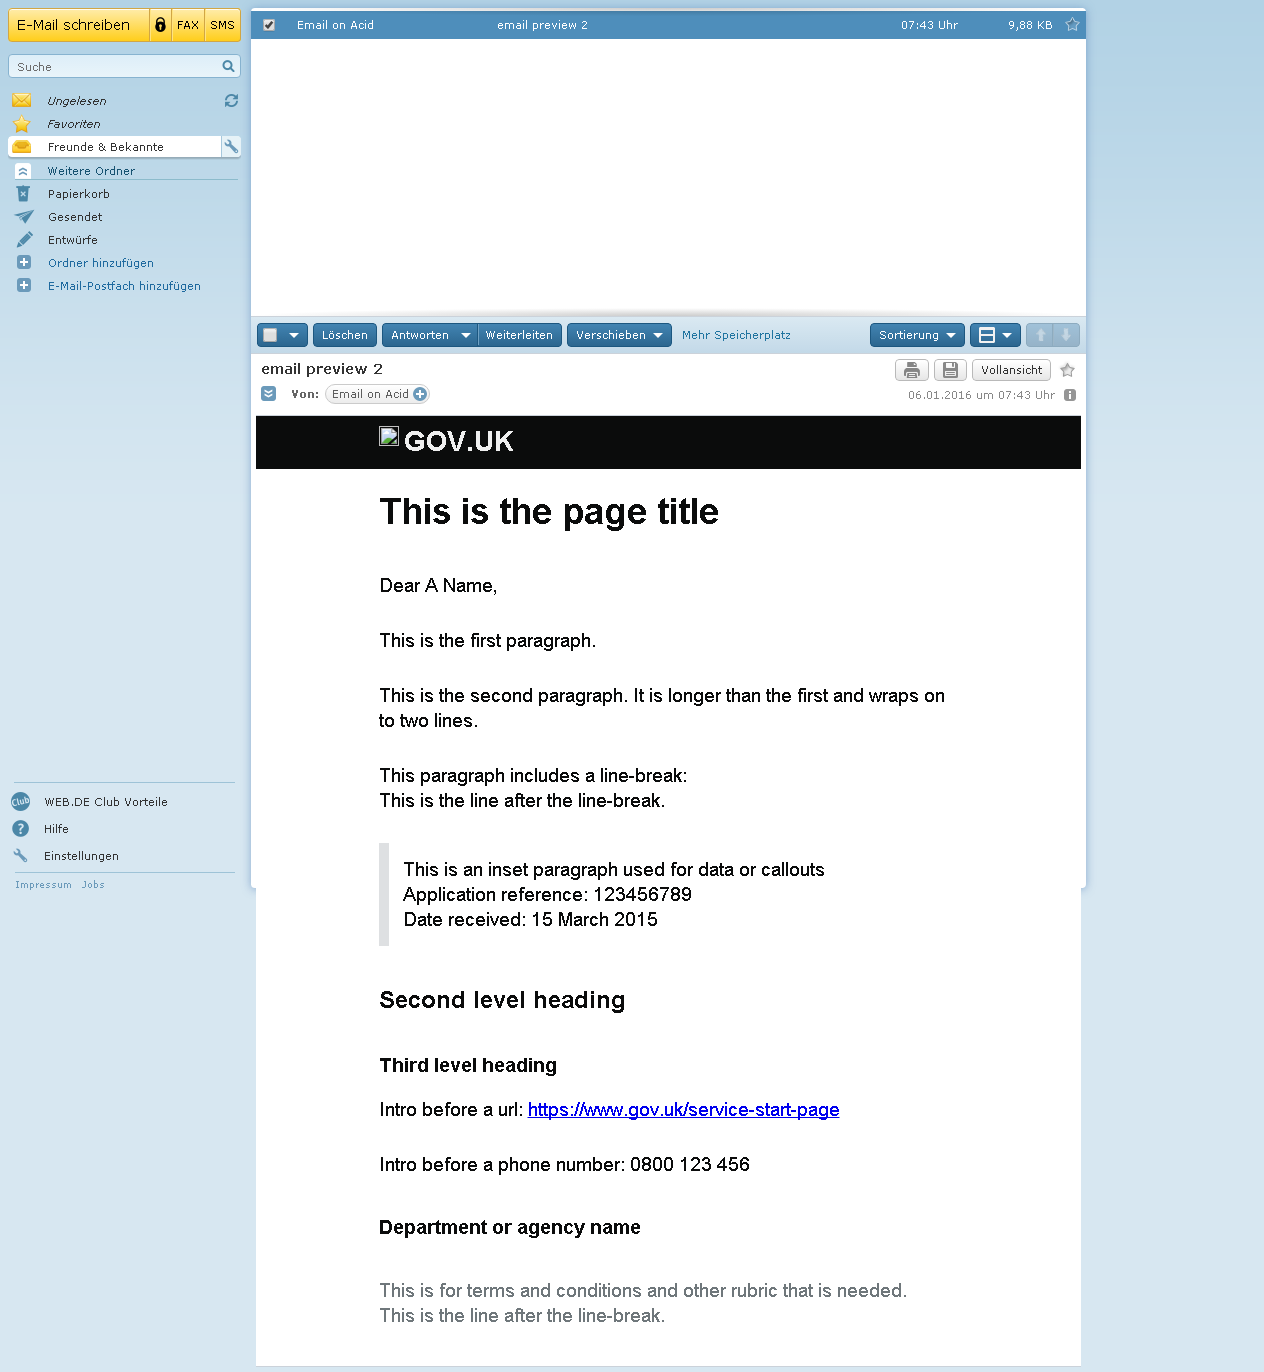 E-Mail schreiben FAX SMS
Suche
Ungelesen
Favoriten
Freunde & Bekannte
Weitere Ordner
Papierkorb
Gesendet
Entwürfe
Ordner hinzufügen
E-Mail-Postfach hinzufügen
WEB.DE Club Vorteile
Club
Hilfe
Einstellungen
Impressum Jobs
Email on Acid email preview 2 07:43 Uhr 9,88 KB
Löschen Antworten Weiterleiten Verschieben Mehr Speicherplatz Sortierung
email preview 2 Vollansicht
Von: Email on Acid 06.01.2016 um 07:43 Uhr
GOV.UK
This is the page title
Dear A Name,
This is the first paragraph.
This is the second paragraph. It is longer than the first and wraps on
to two lines.
This paragraph includes a line-break:
This is the line after the line-break.
This is an inset paragraph used for data or callouts
Application reference: 123456789
Date received: 15 March 2015
Second level heading
Third level heading
Intro before a url: https://www.gov.uk/service-start-page
Intro before a phone number: 0800 123 456
Department or agency name
This is for terms and conditions and other rubric that is needed.
This is the line after the line-break.